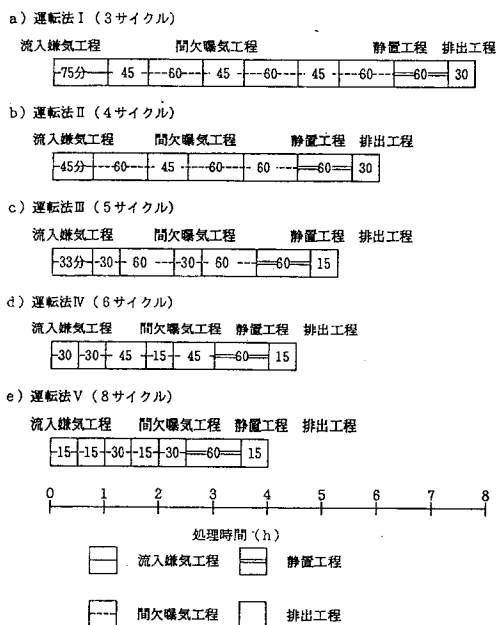 a）運転法Ⅰ（３サイクル）
流入嫌気工程 間欠曝気工程 静置工程 排出工程
75分 45 60 45 60 45 60 60 30
b）運転法Ⅱ（４サイクル）
流入嫌気工程 間欠曝気工程 静置工程 排出工程
45分 60 45 60 60 60 30
c）運転法Ⅲ（５サイクル）
流入嫌気工程 間欠曝気工程 静置工程 排出工程
33分 30 60 30 60 60 15
d）運転法Ⅳ（６サイクル）
流入嫌気工程 間欠曝気工程 静置工程 排出工程
30 30 45 15 45 60 15
e）運転法Ⅴ（８サイクル）
流入嫌気工程 間欠曝気工程 静置工程 排出工程
15 15 30 15 30 60 15
0 1 2 3 4 5 6 7 8
処理時間（h）
流入嫌気工程 静置工程
間欠曝気工程 排出工程